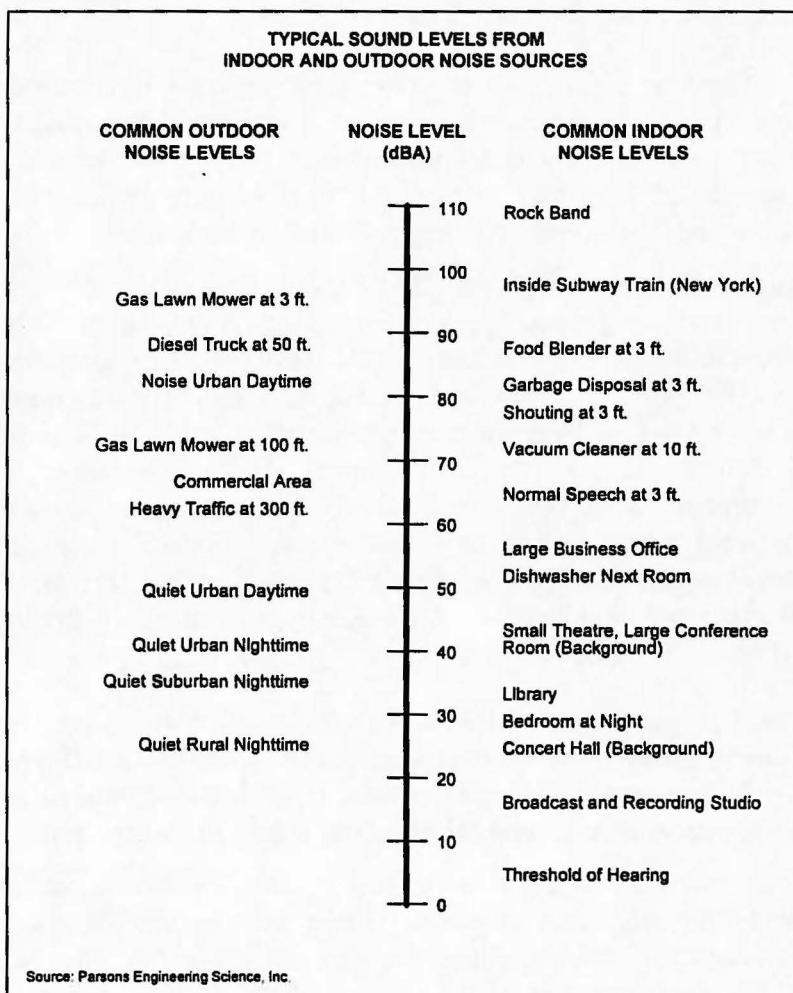 TYPICAL SOUND LEVELS FROM
INDOOR AND OUTDOOR NOISE SOURCES
COMMON OUTDOOR
NOISE LEVELS
NOISE LEVEL
(dBA)
COMMON INDOOR
NOISE LEVELS
110
Rock Band
100
Inside Subway Train (New York)
Gas Lawn Mower at 3 ft.
90
Diesel Truck at 50 ft.
Food Blender at 3 ft.
Noise Urban Daytime
Garbage Disposal at 3 ft.
80
Shouting at 3 ft.
Gas Lawn Mower at 100 ft.
Vacuum Cleaner at 10 ft.
70
Commercial Area
Normal Speech at 3 ft.
Heavy Traffic at 300 ft.
60
Large Business Office
Dishwasher Next Room
Quiet Urban Daytime
50
Small Theatre, Large Conference
Room (Background)
Quiet Urban Nighttime
40
Quiet Suburban Nighttime
Library
30
Bedroom at Night
Quiet Rural Nighttime
Concert Hall (Background)
20
Broadcast and Recording Studio
10
Threshold of Hearing
0
Source: Parsons Engineering Science, Inc.